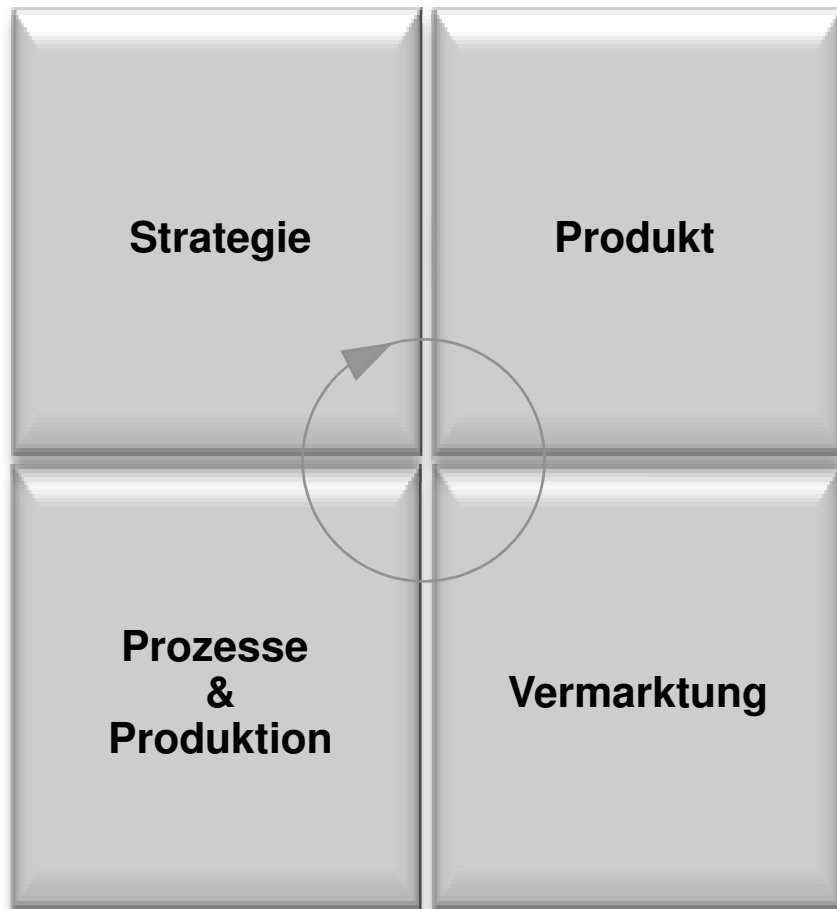 Strategie
Produkt
Prozesse
&
Produktion
Vermarktung